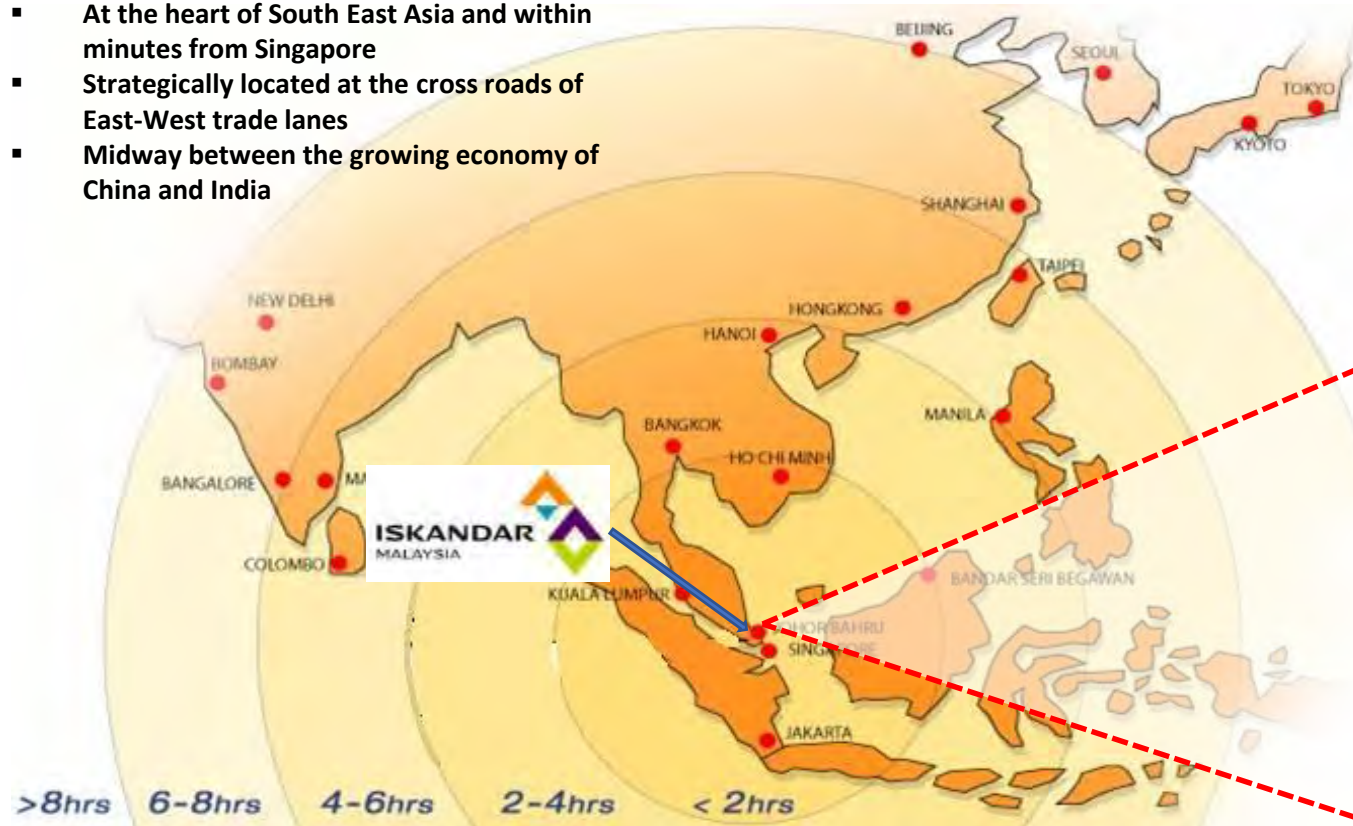 ▪ At the heart of South East Asia and within
minutes from Singapore
▪ Strategically located at the cross roads of
East-West trade lanes
▪ Midway between the growing economy of
China and India
BEIJING
SEOUL
TOKYO
KYOTO
SHANGHAI
TAIPEI
NEW DELHI
HONGKONG
HANOI
BOMBAY
MANILA
BANGKOK
HO CHI MINH
BANGALORE
ISKANDAR
MALAYSIA
COLOMBO
BANDAR SERI BEGAWAN
KUALA LUMPUR
JOHOR BAHRU
SINGAPORE
JAKARTA
>8hrs 6-8hrs 4-6hrs 2-4hrs < 2hrs